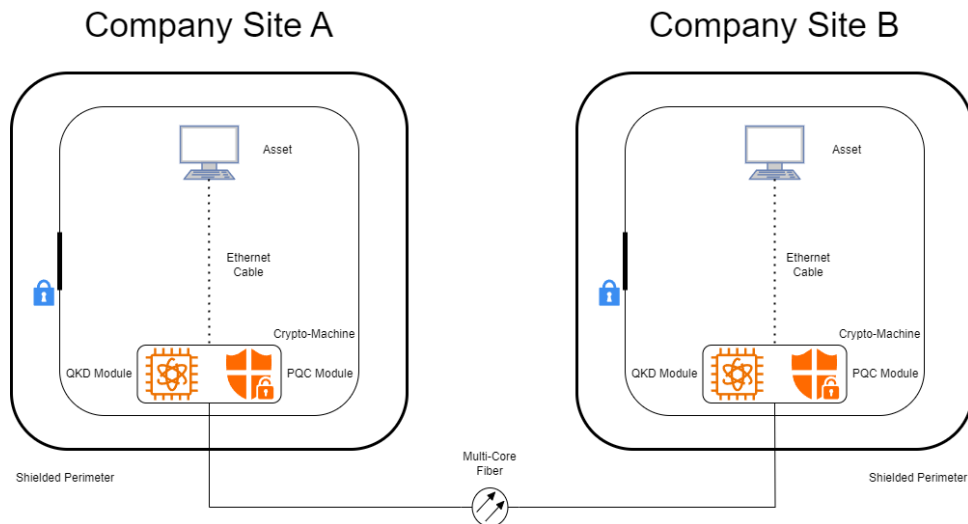 Company Site A
Company Site B
Asset
Asset
Ethernet
Cable
Ethernet
Cable
Crypto-Machine
Crypto-Machine
QKD Module
PQC Module
QKD Module
PQC Module
Multi-Core
Fiber
Shielded Perimeter
Shielded Perimeter